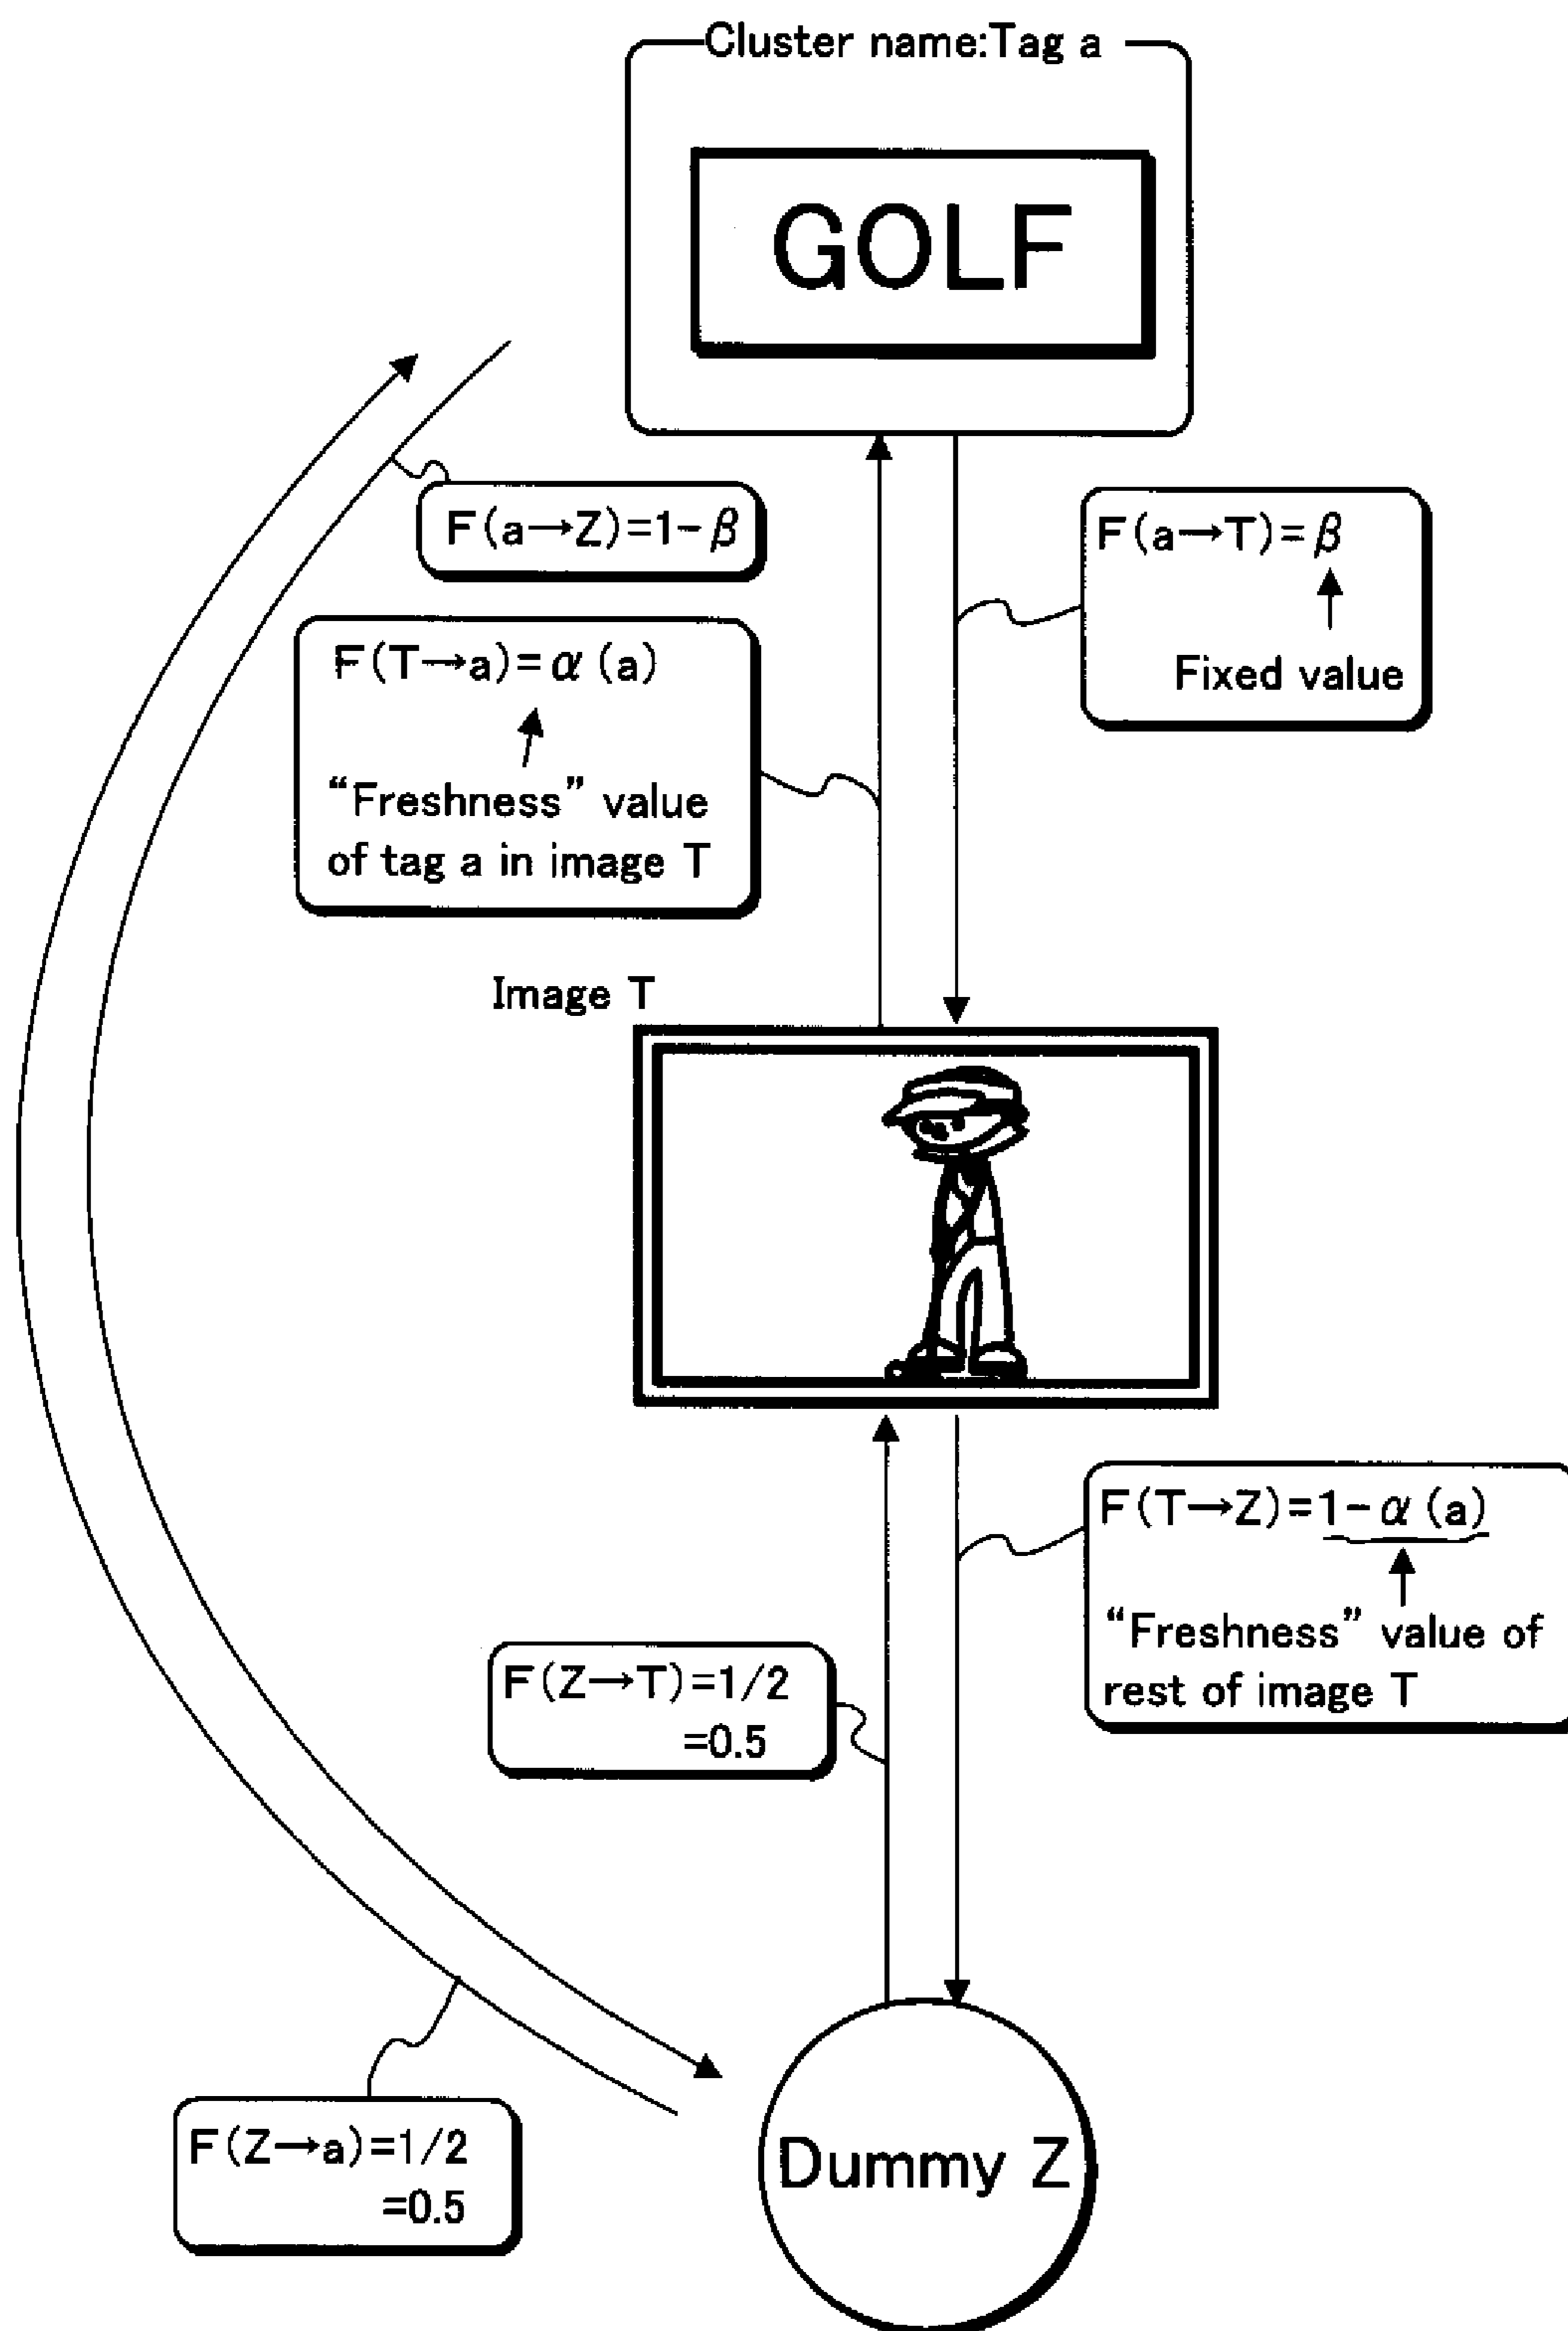 Cluster name:Tag a
GOLF
F(a→Z)=1-β
F(a→T)=β
Fixed value
F(T→a)=α(a)
“Freshness” value
of tag a in image T
Image T
F(T→Z)=1-α(a)
“Freshness” value of
rest of image T
F(Z→T)=1/2
=0.5
F(Z→a)=1/2
=0.5
Dummy Z